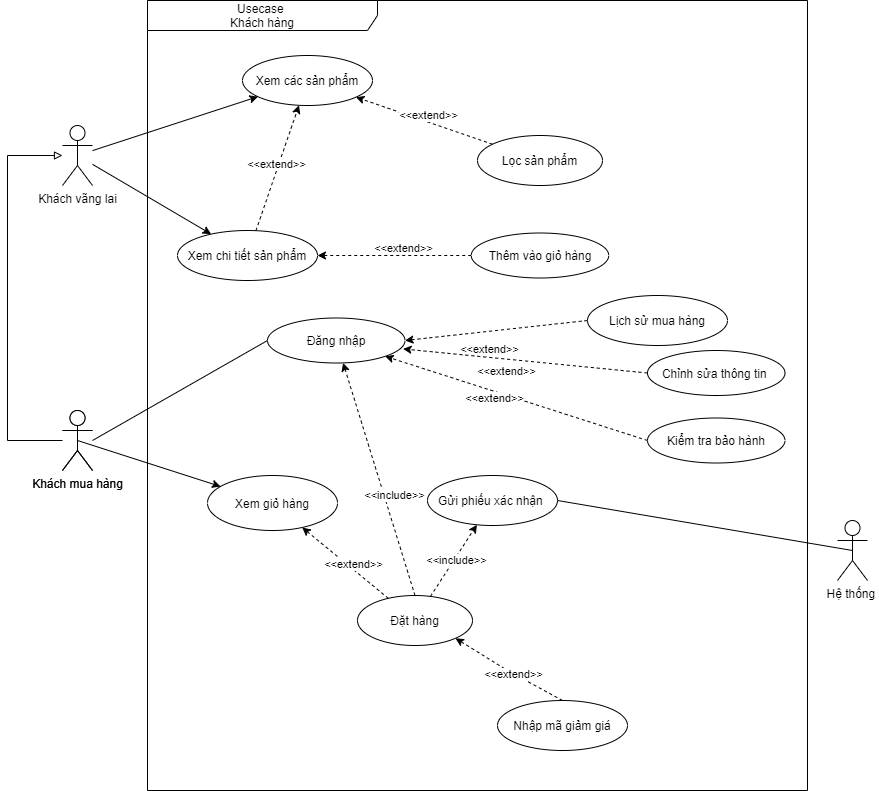 Usecase
Khách hàng
Xem các sản phẩm
<<extend>>
Lọc sản phẩm
<<extend>>
Khách vãng lai
Xem chi tiết sản phẩm
<<extend>>
Thêm vào giỏ hàng
Đăng nhập
Lịch sử mua hàng
<<extend>>
<<extend>>
Chỉnh sửa thông tin
<<extend>>
Kiểm tra bảo hành
Khách mua hàng
Xem giỏ hàng
<<include>>
Gửi phiếu xác nhận
<<extend>>
<<include>>
Hệ thống
Đặt hàng
<<extend>>
Nhập mã giảm giá